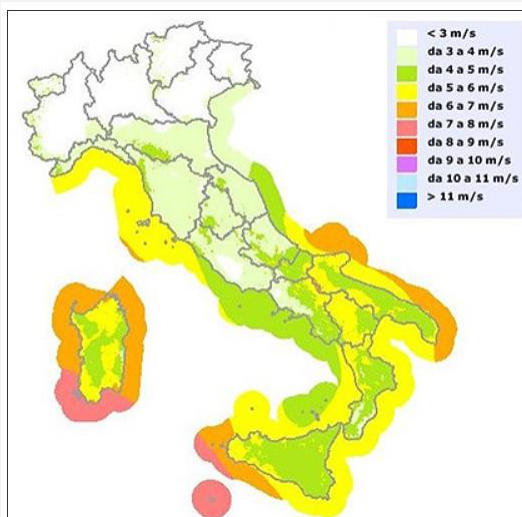 < 3 m/s
da 3 a 4 m/s
da 4 a 5 m/s
da 5 a 6 m/s
da 6 a 7 m/s
da 7 a 8 m/s
da 8 a 9 m/s
da 9 a 10 m/s
da 10 a 11 m/s
> 11 m/s